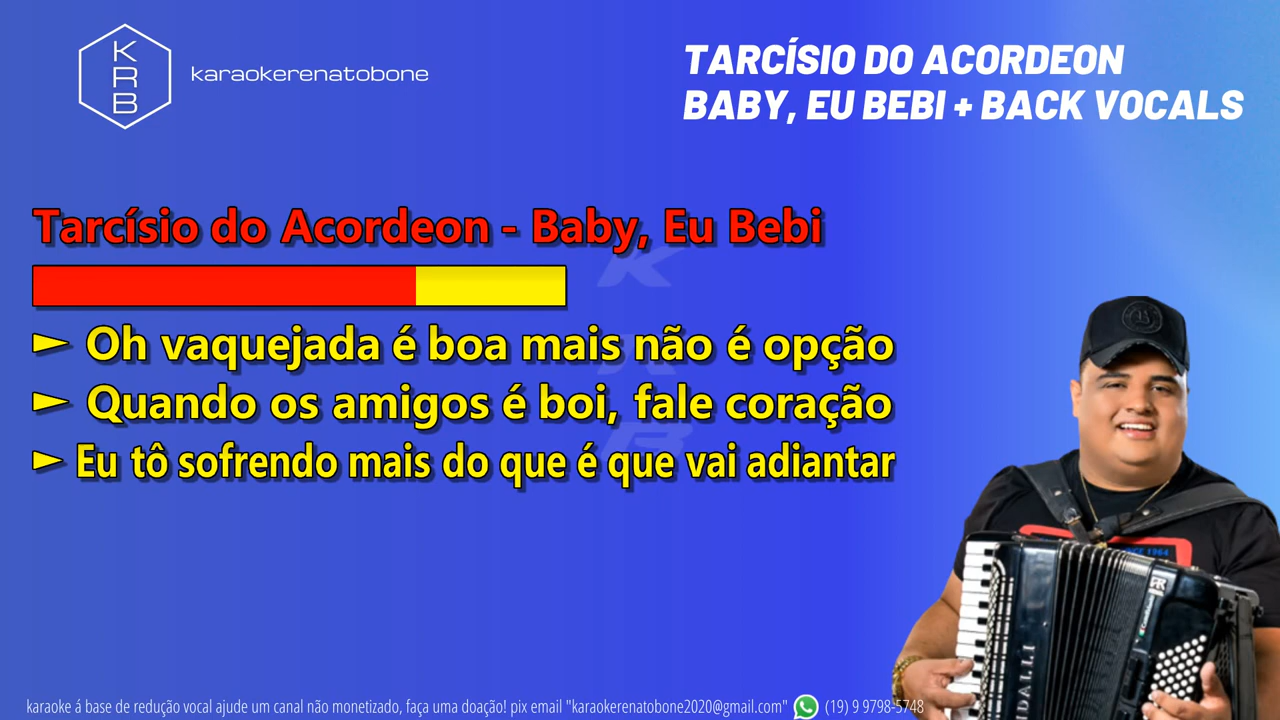 K
R
B
karaokerenatobone
TARCÍSIO DO ACORDEON
BABY, EU BEBI + BACK VOCALS
Tarcísio do Acordeon - Baby, Eu Bebi
K
R
B
► Oh vaquejada é boa mais não é opção
► Quando os amigos é boi, fale coração
► Eu tô sofrendo mais do que é que vai adiantar
karaoke á base de redução vocal ajude um canal não monetizado, faça uma doação! pix email "karaokerenatobone2020@gmail.com" (19) 9 9798-5748